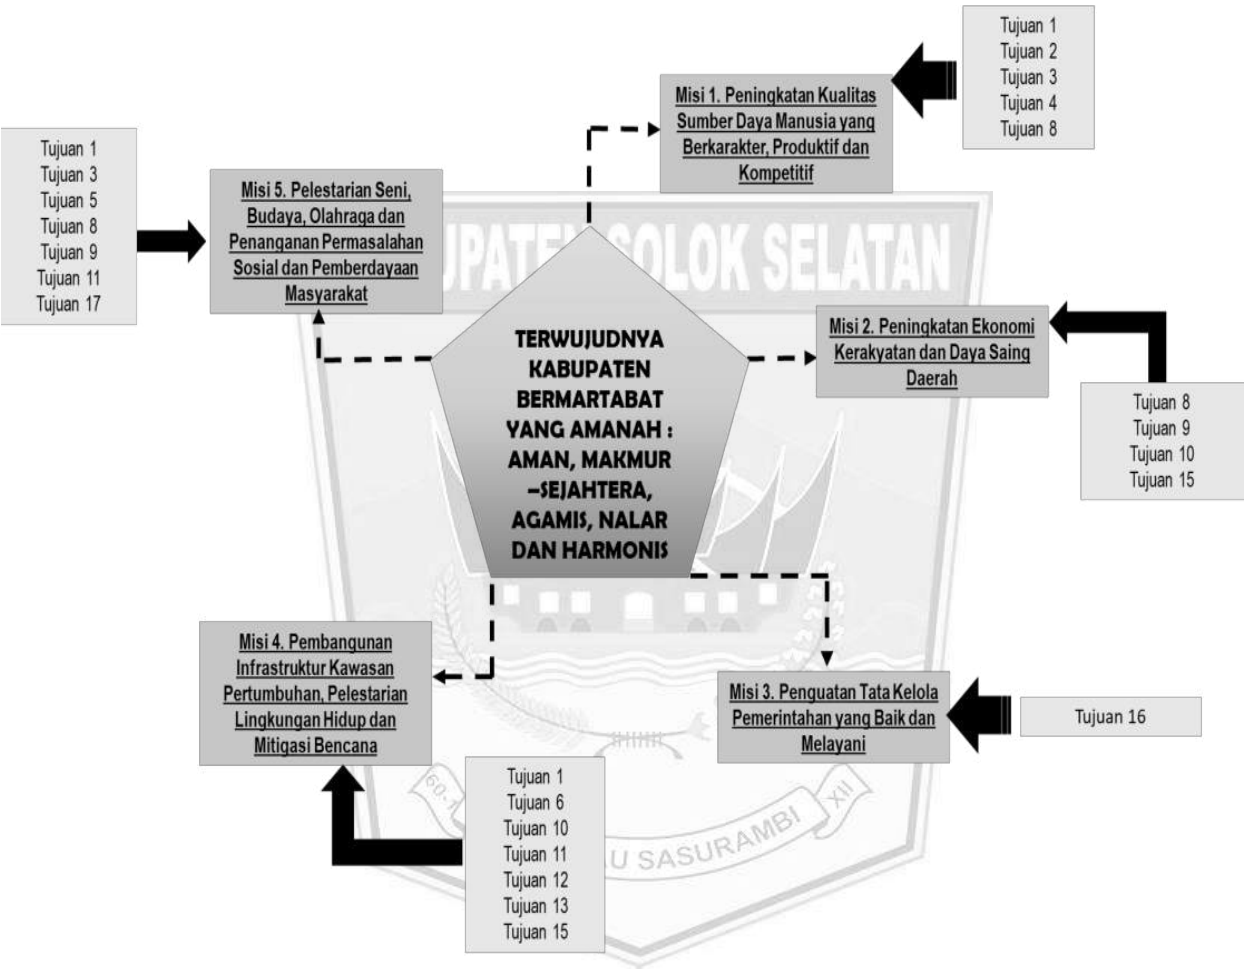 Tujuan 1
Tujuan 2
Tujuan 3
Tujuan 4
Tujuan 8
Misi 1. Peningkatan Kualitas
Sumber Daya Manusia yang
Berkarakter, Produktif dan
Kompetitif
Tujuan 1
Tujuan 3
Tujuan 5
Tujuan 8
Tujuan 9
Tujuan 11
Tujuan 17
Misi 5. Pelestarian Seni,
Budaya, Olahraga dan
Penanganan Permasalahan
Sosial dan Pemberdayaan
Masyarakat
SOLOK SELATAN
Misi 2. Peningkatan Ekonomi
Kerakyatan dan Daya Saing
Daerah
Tujuan 8
Tujuan 9
Tujuan 10
Tujuan 15
TERWUJUDNYA
KABUPATEN
BERMARTABAT
YANG AMANAH :
AMAN, MAKMUR
–SEJAHTERA,
AGAMIS, NALAR
DAN HARMONIS
Misi 4. Pembangunan
Infrastruktur Kawasan
Pertumbuhan, Pelestarian
Lingkungan Hidup dan
Mitigasi Bencana
Misi 3. Penguatan Tata Kelola
Pemerintahan yang Baik dan
Melayani
Tujuan 16
Tujuan 1
Tujuan 6
Tujuan 10
Tujuan 11
Tujuan 12
Tujuan 13
Tujuan 15
SASURAMBI
XII